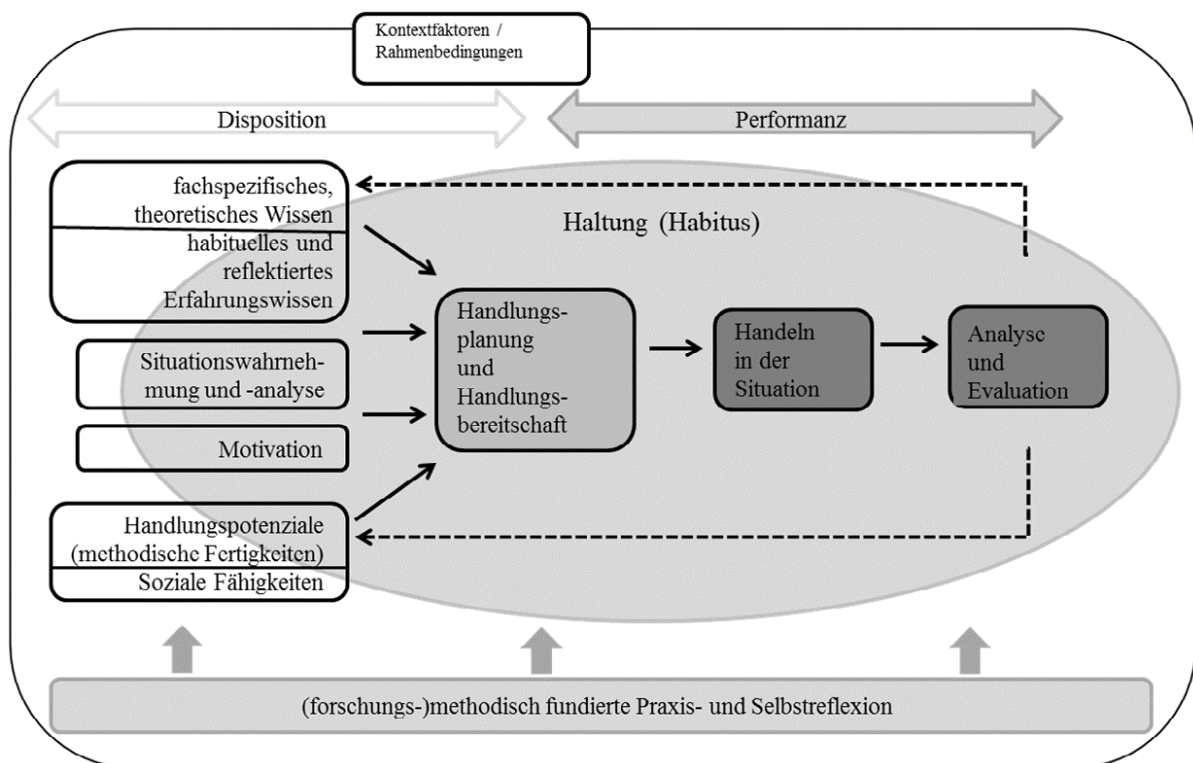 Kontextfaktoren /
Rahmenbedingungen
Disposition
Performanz
fachspezifisches,
theoretisches Wissen
habituelles und
reflektiertes
Erfahrungswissen
Haltung (Habitus)
Situationswahrneh-
mung und -analyse
Motivation
Handlungspotenziale
(methodische Fertigkeiten)
Soziale Fähigkeiten
Handlungs-
planung
und
Handlungs-
bereitschaft
Handeln
in der
Situation
Analyse
und
Evaluation
(forschungs-)methodisch fundierte Praxis- und Selbstreflexion